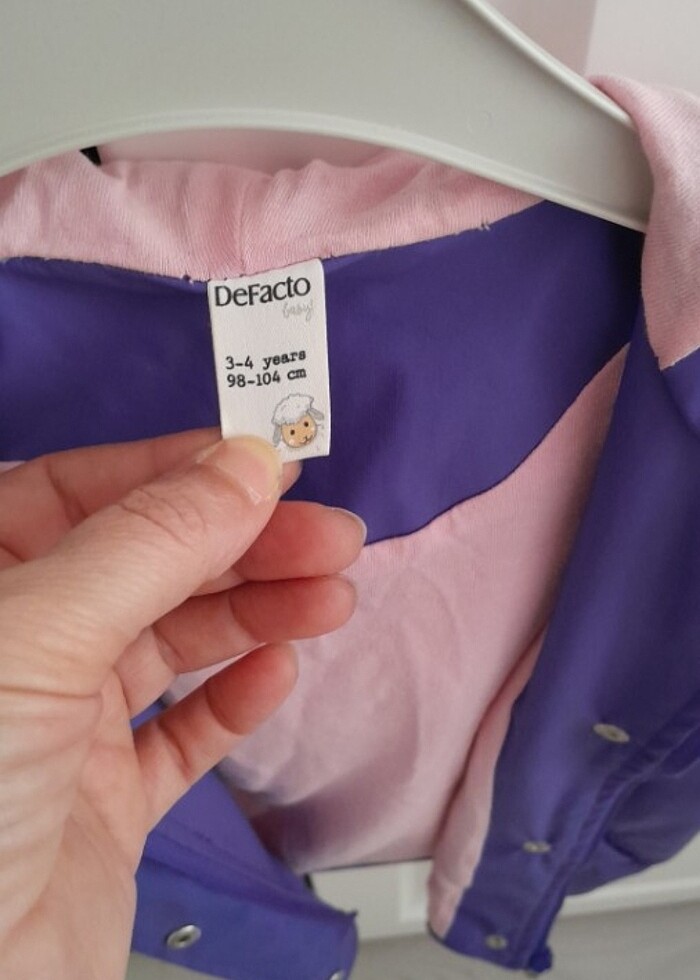 DeFacto
baby
3-4 years
98-104 cm